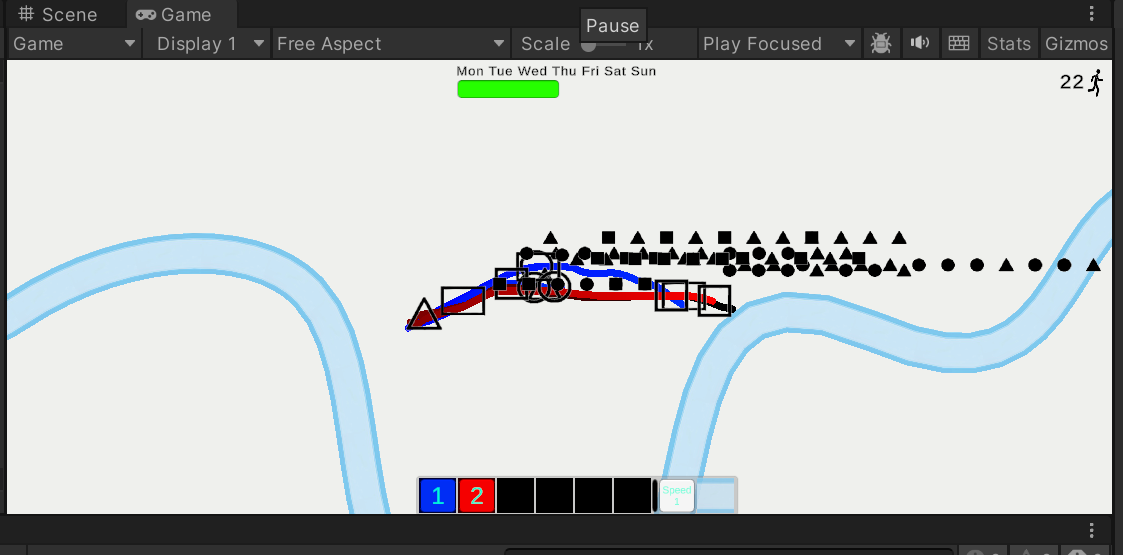 Scene Game
Pause
Game Display 1 Free Aspect Scale 1x Play Focused Stats Gizmos
Mon Tue Wed Thu Fri Sat Sun
22
1 2 Speed
1